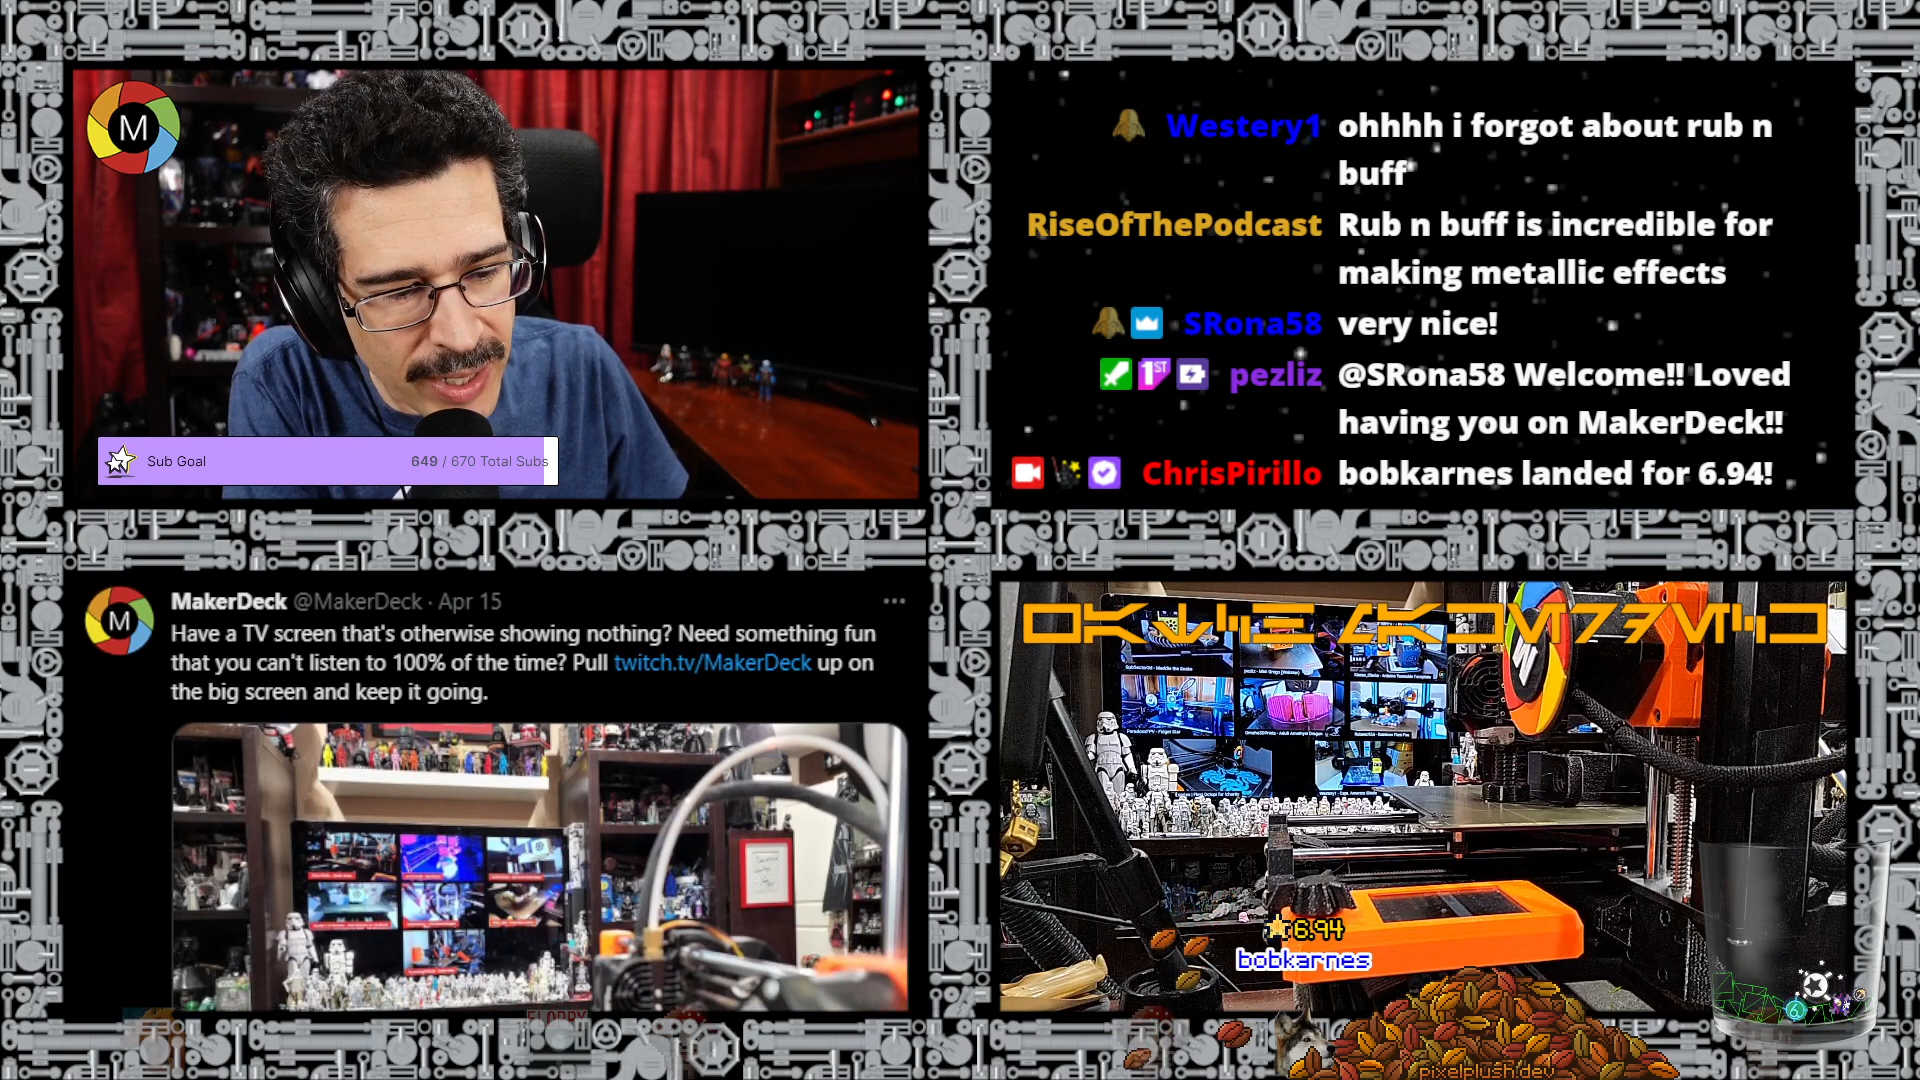 M
Sub Goal
649 / 670 Total Subs
Westery1 ohhhh i forgot about rub n
buff
RiseOfThePodcast Rub n buff is incredible for
making metallic effects
SRona58 very nice!
1ST pezliz @SRona58 Welcome!! Loved
having you on MakerDeck!!
ChrisPirillo bobkarnes landed for 6.94!
M
MakerDeck @MakerDeck · Apr 15
Have a TV screen that's otherwise showing nothing? Need something fun
that you can't listen to 100% of the time? Pull twitch.tv/MakerDeck up on
the big screen and keep it going.
6.94
bobkarnes
pixelplush.dev